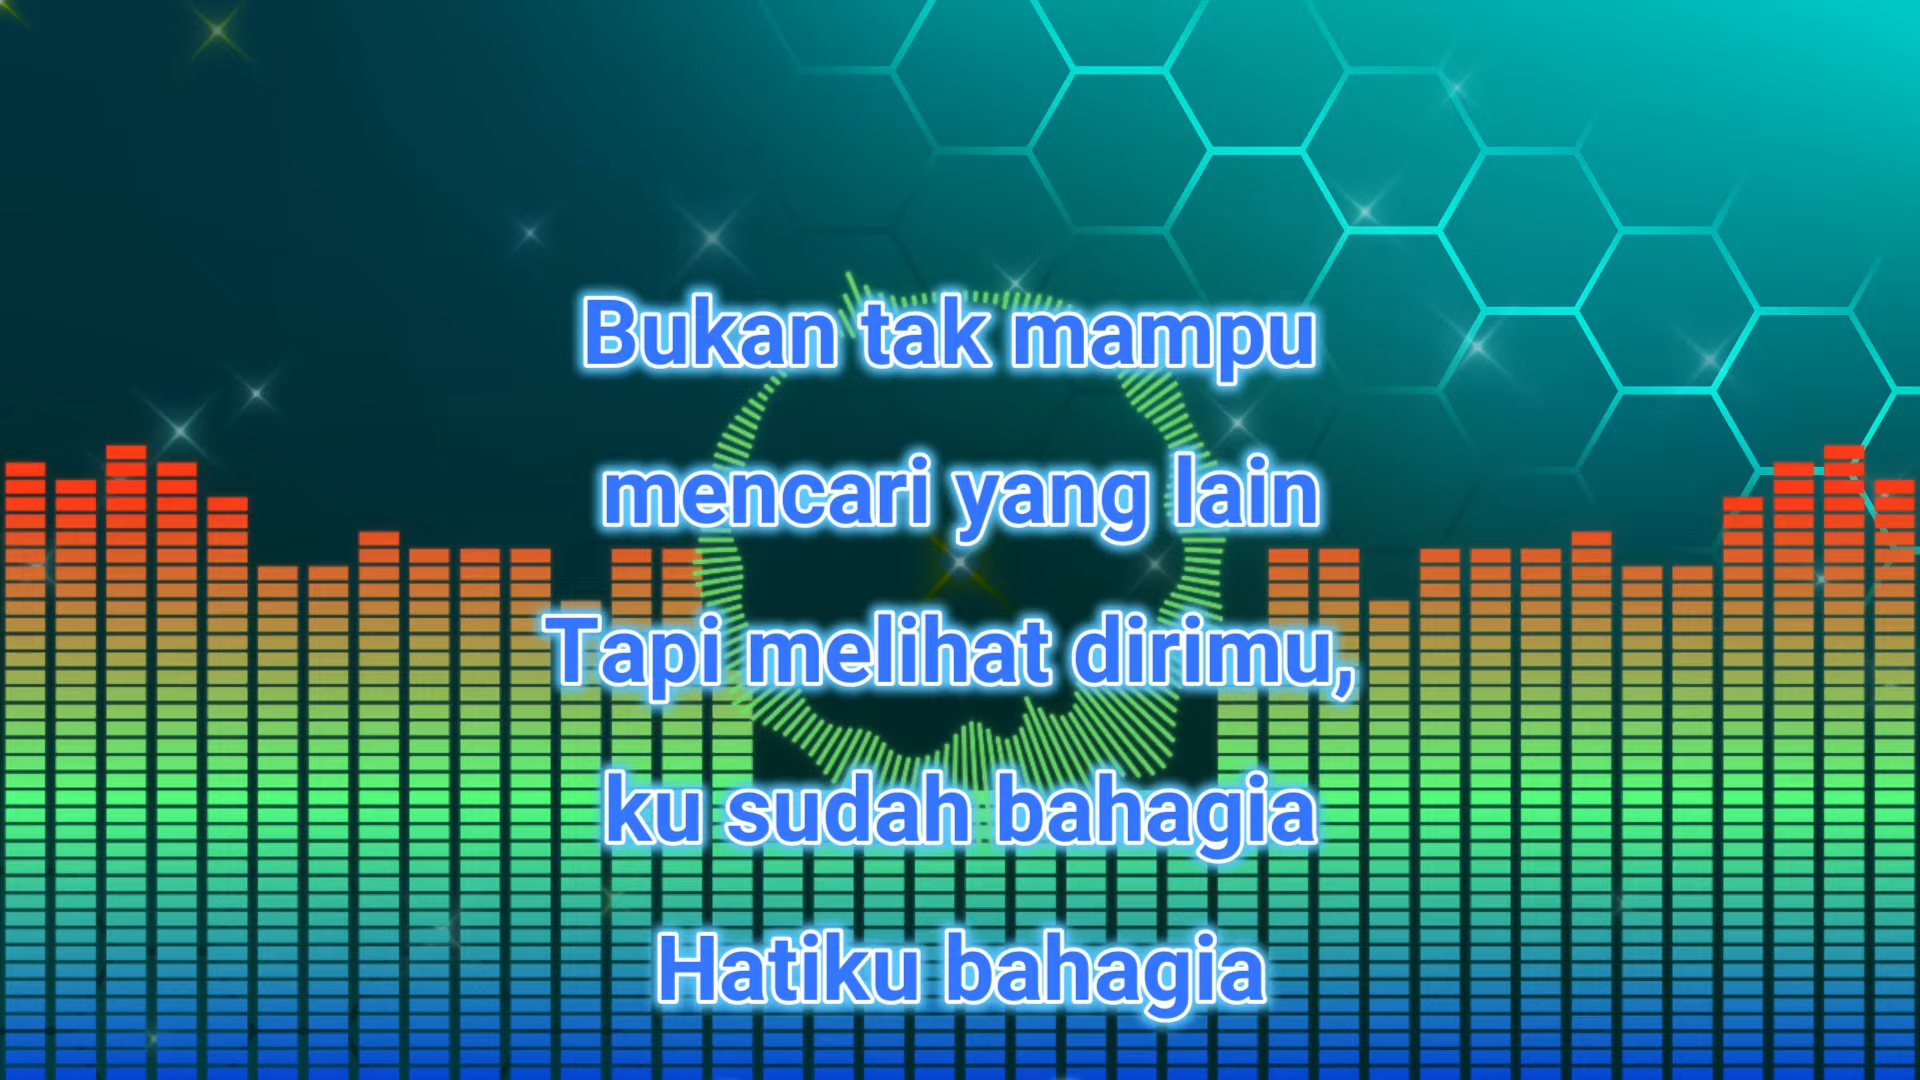 Bukan tak mampu
mencari yang lain
Tapi melihat dirimu,
ku sudah bahagia
Hatiku bahagia